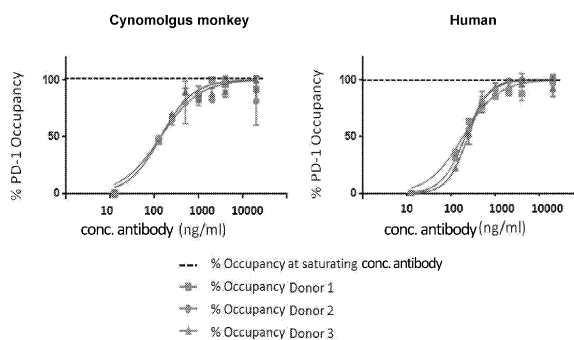 Cynomolgus monkey
% PD-1 Occupancy
100
50
0
10 100 1000 10000
conc. antibody (ng/ml)
Human
% PD-1 Occupancy
100
50
0
10 100 1000 10000
conc. antibody (ng/ml)
% Occupancy at saturating conc. antibody
% Occupancy Donor 1
% Occupancy Donor 2
% Occupancy Donor 3